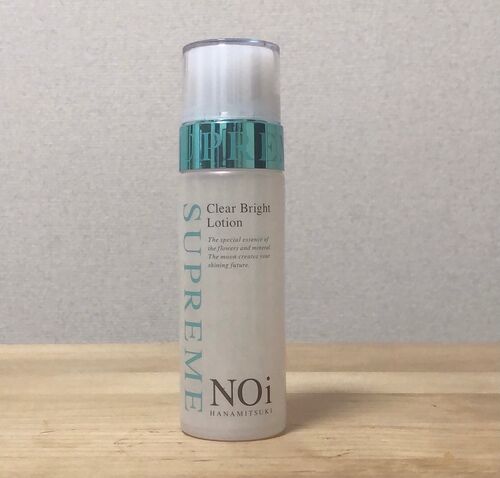 UPRE
SUPREME
Clear Bright
Lotion
The special essence of
the flowers and mineral
The moon creates your
shining future.
NOi
HANAMITSUKI